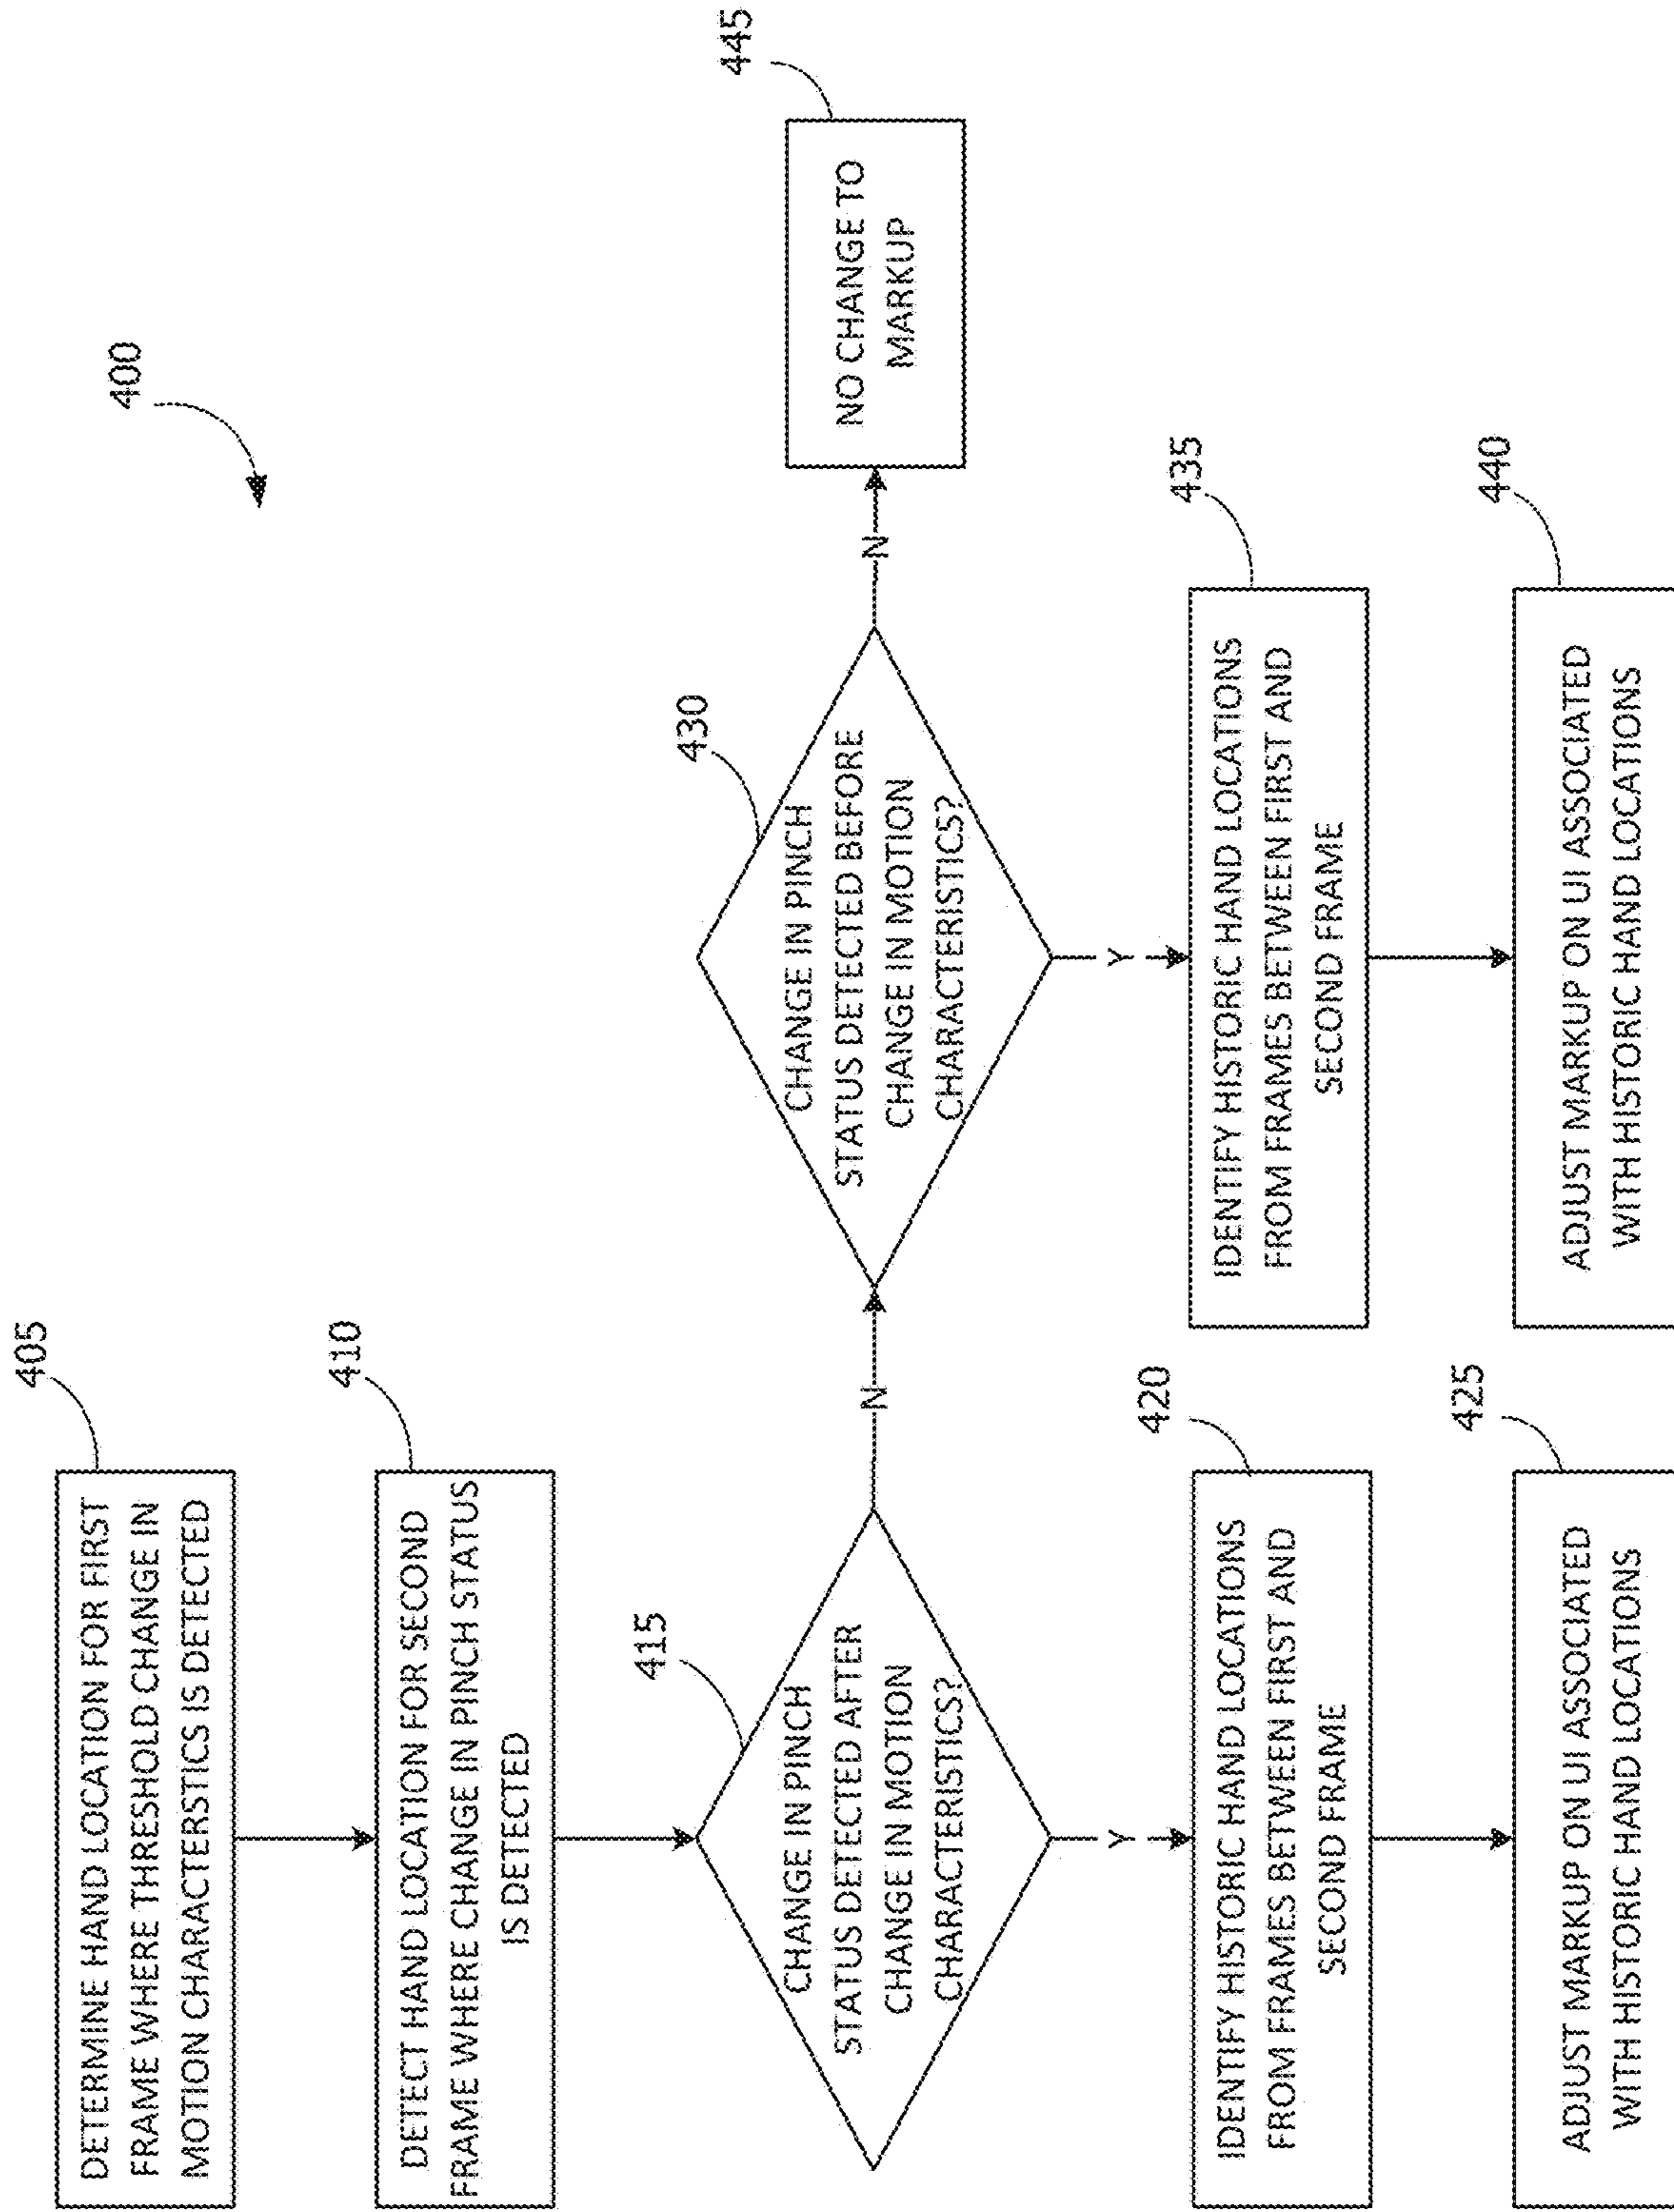 400
405
DETERMINE HAND LOCATION FOR FIRST
FRAME WHERE THRESHOLD CHANGE IN
MOTION CHARACTERSTICS IS DETECTED
410
DETECT HAND LOCATION FOR SECOND
FRAME WHERE CHANGE IN PINCH STATUS
IS DETECTED
415
CHANGE IN PINCH
STATUS DETECTED AFTER
CHANGE IN MOTION
CHARACTERISTICS?
N
Y
420
IDENTIFY HISTORIC HAND LOCATIONS
FROM FRAMES BETWEEN FIRST AND
SECOND FRAME
425
ADJUST MARKUP ON UI ASSOCIATED
WITH HISTORIC HAND LOCATIONS
430
CHANGE IN PINCH
STATUS DETECTED BEFORE
CHANGE IN MOTION
CHARACTERISTICS?
N
Y
435
IDENTIFY HISTORIC HAND LOCATIONS
FROM FRAMES BETWEEN FIRST AND
SECOND FRAME
440
ADJUST MARKUP ON UI ASSOCIATED
WITH HISTORIC HAND LOCATIONS
445
NO CHANGE TO
MARKUP